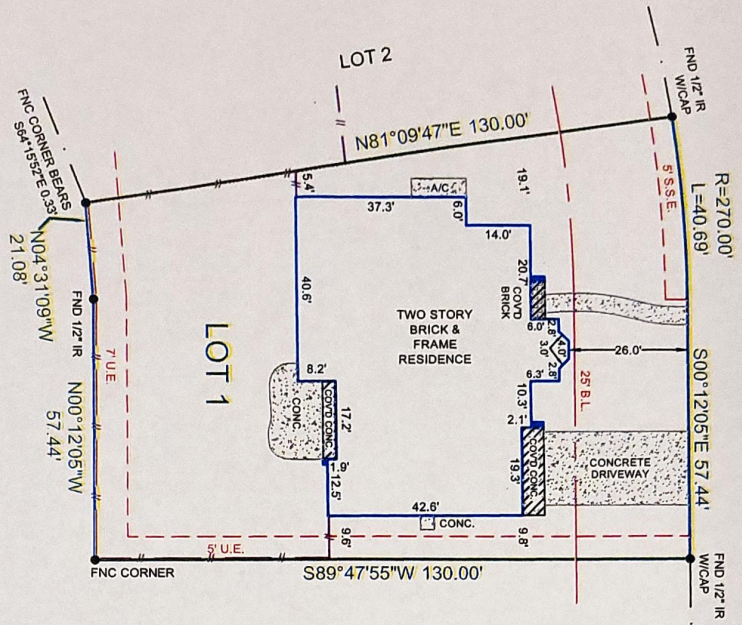 LOT 2
FND 1/2" IR
W/CAP
N81°09'47"E 130.00'
FNC CORNER BEARS
S64°15'52"E 0.33'
R=270.00'
L=40.69'
5' S.S.E.
5.4'
A/C
19.1'
37.3'
6.0'
14.0'
20.7'
COV'D
BRICK
N04°31'09"W
21.08'
40.6'
TWO STORY
BRICK &
FRAME
RESIDENCE
6.0'
2.8'
4.0'
3.0'
2.8'
26.0'
FND 1/2" IR
7' U.E.
LOT 1
8.2'
6.3'
10.3'
25' B.L.
S00°12'05"E 57.44'
CONC.
COV'D CONC.
17.2'
2.1'
N00°12'05"W
57.44'
1.9'
12.5'
19.3'
COV'D CONC.
CONCRETE
DRIVEWAY
42.6'
CONC.
9.6'
9.8'
5' U.E.
FNC CORNER
S89°47'55"W 130.00'
FND 1/2" IR
W/CAP